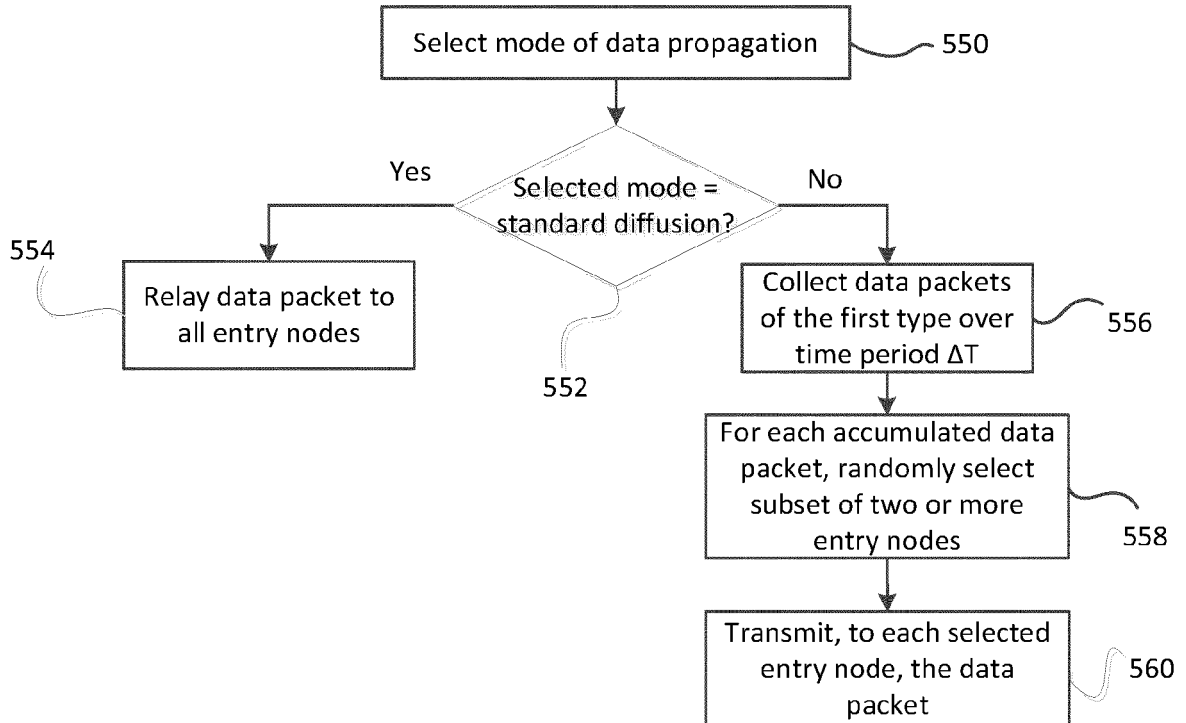 Select mode of data propagation
550
Yes
Selected mode =
standard diffusion?
No
554
Relay data packet to
all entry nodes
552
Collect data packets
of the first type over
time period ΔT
556
For each accumulated data
packet, randomly select
subset of two or more
entry nodes
558
Transmit, to each selected
entry node, the data
packet
560